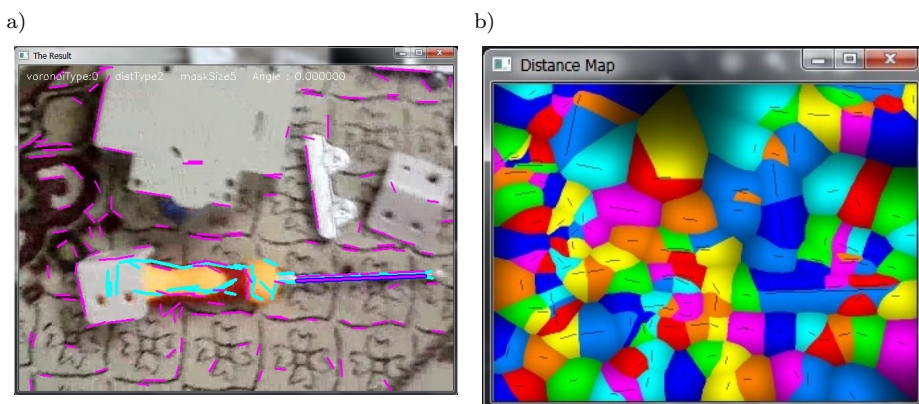 a)
b)
The Result
voronoiType:0 distType2 maskSize5 Angle : 0.000000
Distance Map